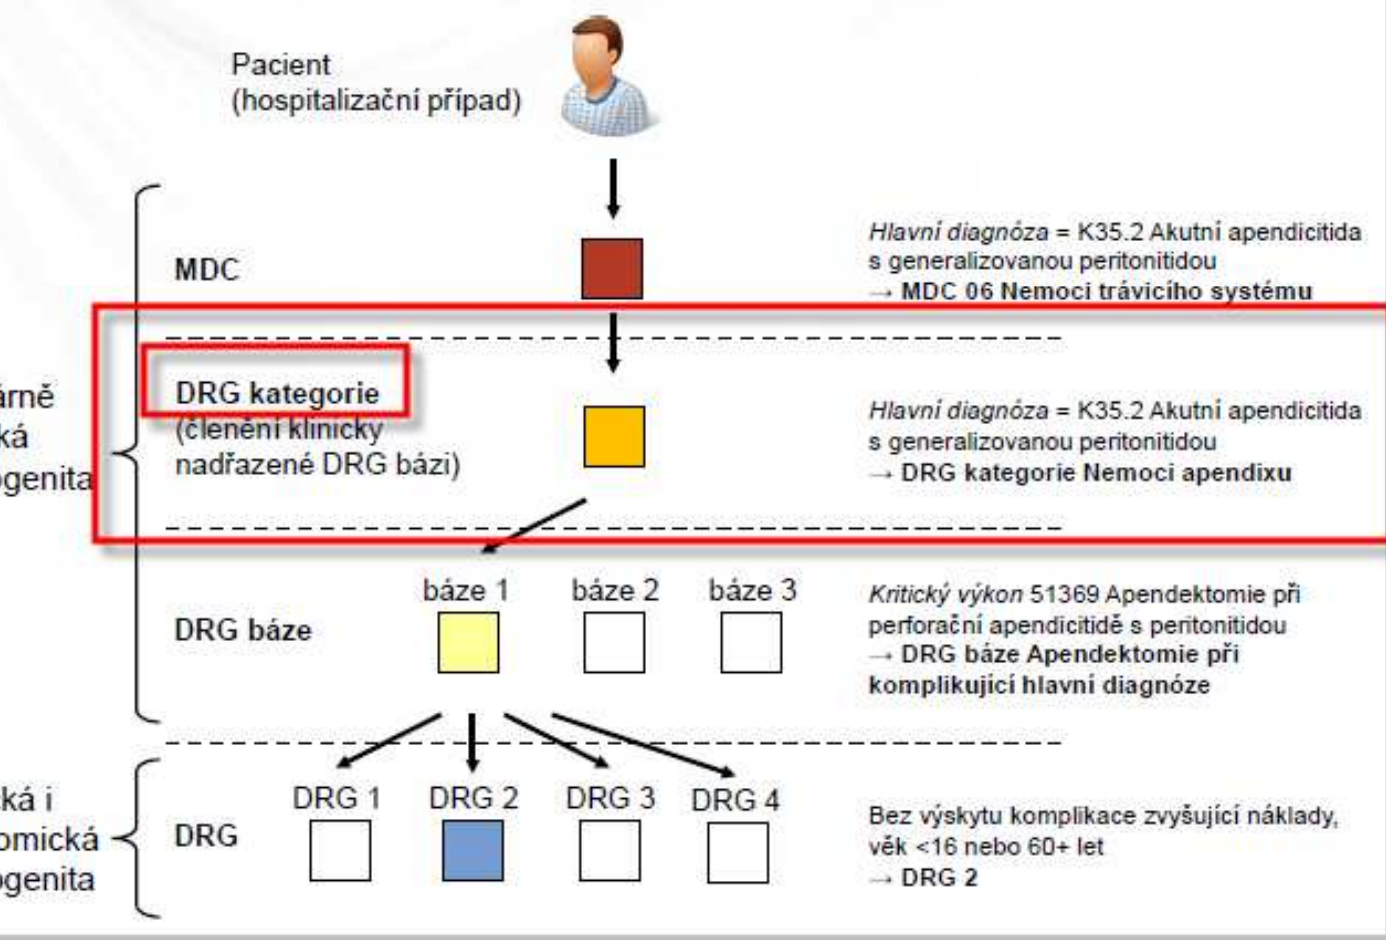 Pacient
(hospitalizační případ)
MDC
Hlavní diagnóza = K35.2 Akutní apendicitida
s generalizovanou peritonitidou
→ MDC 06 Nemoci trávicího systému
árně
ká
ogenita
DRG kategorie
(členění klinicky
nadřazené DRG bázi)
Hlavní diagnóza = K35.2 Akutní apendicitida
s generalizovanou peritonitidou
→ DRG kategorie Nemoci apendixu
DRG báze
báze 1 báze 2 báze 3
Kritický výkon 51369 Apendektomie při
perforační apendicitidě s peritonitidou
→ DRG báze Apendektomie při
komplikující hlavní diagnóze
ká i
omická
ogenita
DRG
DRG 1 DRG 2 DRG 3 DRG 4
Bez výskytu komplikace zvyšující náklady,
věk <16 nebo 60+ let
→ DRG 2